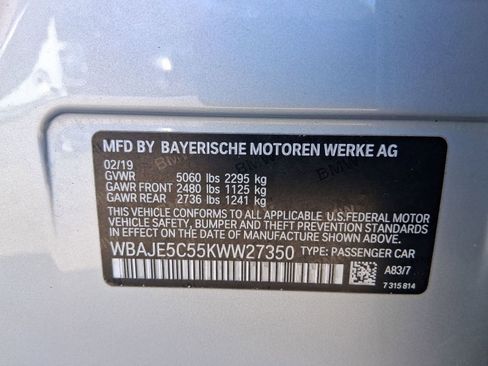 MFD BY BAYERISCHE MOTOREN WERKE AG
02/19
GVWR 5060 lbs 2295 kg
GAWR FRONT 2480 lbs 1125 kg
GAWR REAR 2736 lbs 1241 kg
THIS VEHICLE CONFORMS TO ALL APPLICABLE U.S.FEDERAL MOTOR
VEHICLE SAFETY, BUMPER AND THEFT PREVENTION STANDARDS
IN EFFECT ON THE DATE OF MANUFACTURE SHOWN ABOVE.
WBAJE5C55KWW27350 TYPE: PASSENGER CAR
A83/7
7 315 814